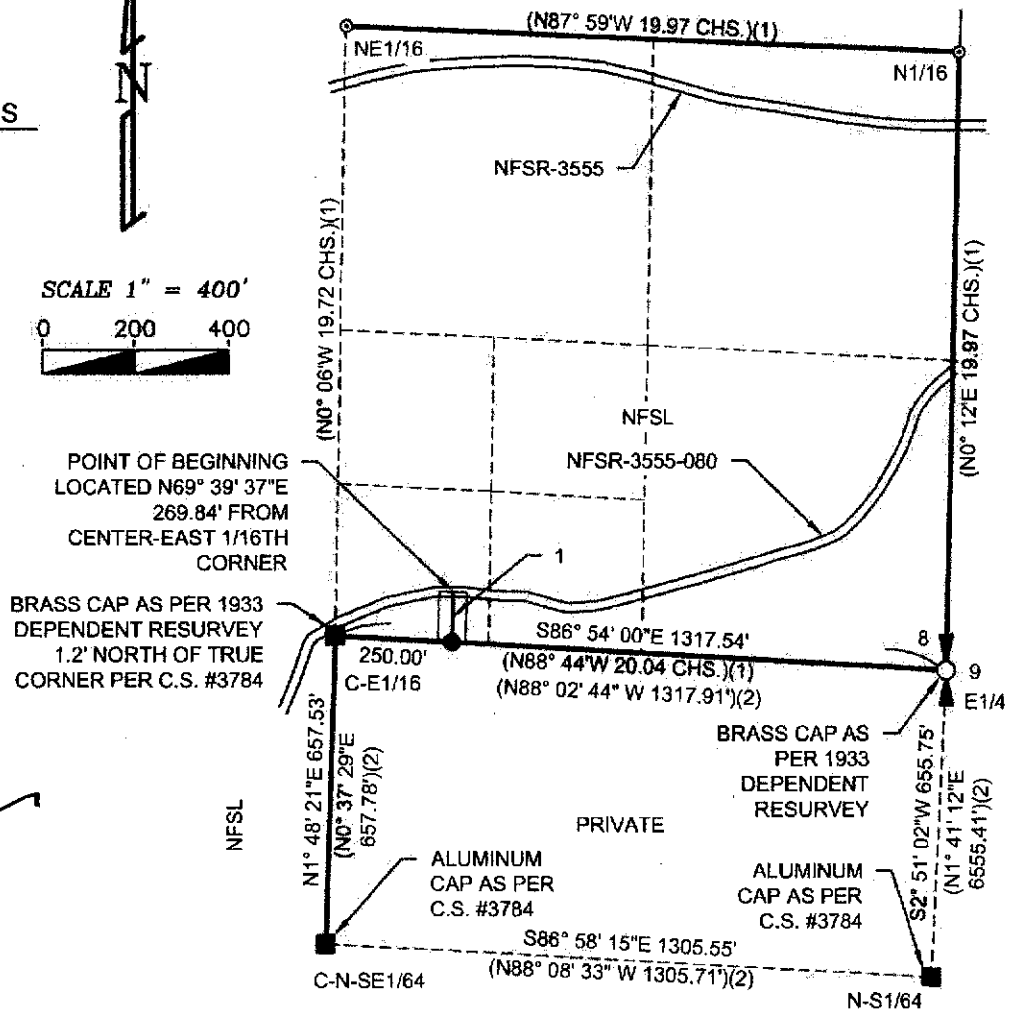 (N87° 59'W 19.97 CHS.)(1)
NE1/16
N1/16
N
S
NFSR-3555
SCALE 1" = 400'
0 200 400
(N0° 06'W 19.72 CHS.)(1)
(N0° 12'E 19.97 CHS.)(1)
NFSL
NFSR-3555-080
POINT OF BEGINNING
LOCATED N69° 39' 37"E
269.84' FROM
CENTER-EAST 1/16TH
CORNER
1
BRASS CAP AS PER 1933
DEPENDENT RESURVEY
1.2' NORTH OF TRUE
CORNER PER C.S. #3784
S86° 54' 00"E 1317.54'
250.00'
(N88° 44'W 20.04 CHS.)(1)
C-E1/16
(N88° 02' 44" W 1317.91')(2)
8
9
E1/4
BRASS CAP AS
PER 1933
DEPENDENT
RESURVEY
N1° 48' 21"E 657.53'
(N0° 37' 29"E
657.78')(2)
S2° 51' 02"W 655.75'
(N1° 41' 12"E
6555.41')(2)
NFSL
PRIVATE
ALUMINUM
CAP AS PER
C.S. #3784
ALUMINUM
CAP AS PER
C.S. #3784
S86° 58' 15"E 1305.55'
(N88° 08' 33" W 1305.71')(2)
C-N-SE1/64
N-S1/64